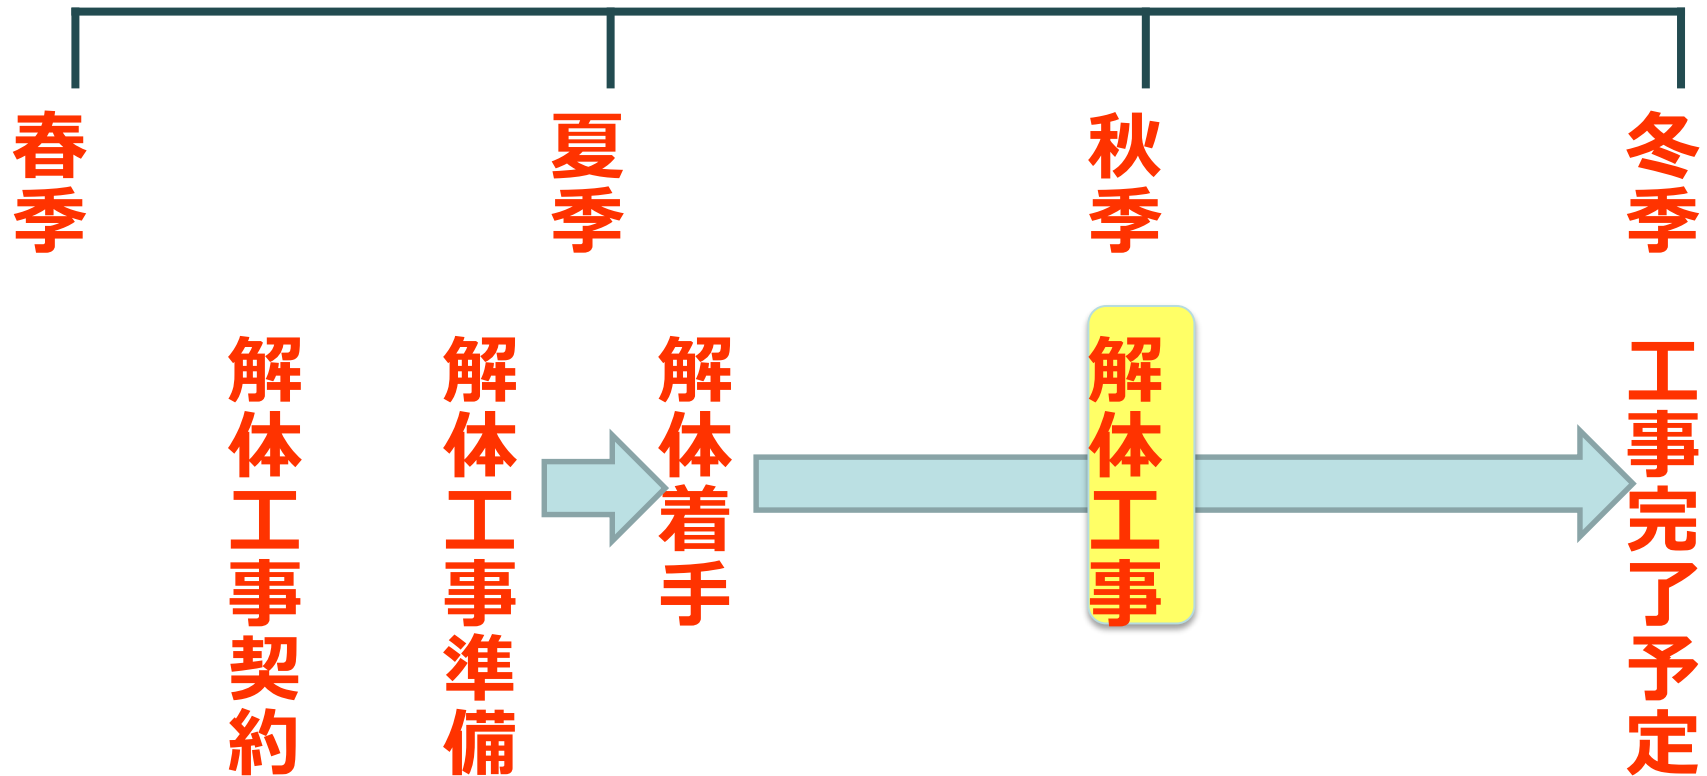 春季
夏季
秋季
冬季
解体工事契約
解体工事準備
解体着手
解体工事
工事完了予定